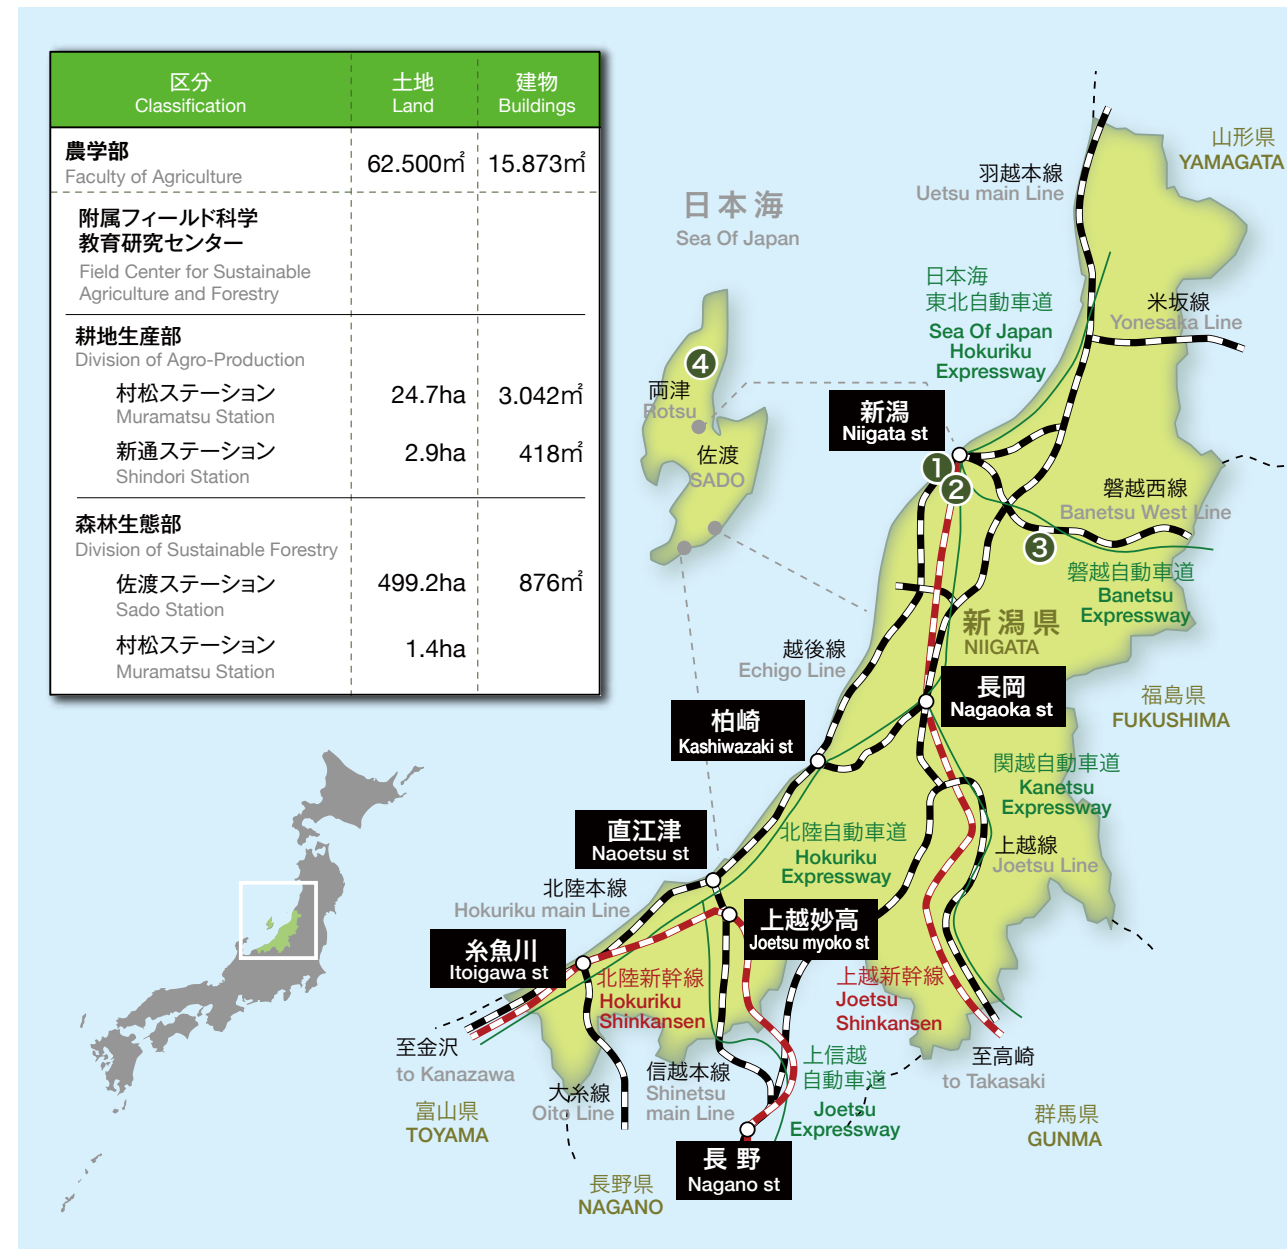 区分
Classification
土地
Land
建物
Buildings
農学部
Faculty of Agriculture
62.500㎡
15.873㎡
附属フィールド科学
教育研究センター
Field Center for Sustainable
Agriculture and Forestry
耕地生産部
Division of Agro-Production
村松ステーション
Muramatsu Station
24.7ha
3.042㎡
新通ステーション
Shindori Station
2.9ha
418㎡
森林生態部
Division of Sustainable Forestry
佐渡ステーション
Sado Station
499.2ha
876㎡
村松ステーション
Muramatsu Station
1.4ha
山形県
YAMAGATA
羽越本線
Uetsu main Line
日本海
Sea Of Japan
日本海
東北自動車道
Sea Of Japan
Hokuriku
Expressway
米坂線
Yonesaka Line
❹
両津
Rotsu
佐渡
SADO
新潟
Niigata st
❶
❷
❸
磐越西線
Banetsu West Line
磐越自動車道
Banetsu
Expressway
新潟県
NIIGATA
越後線
Echigo Line
長岡
Nagaoka st
福島県
FUKUSHIMA
柏崎
Kashiwazaki st
関越自動車道
Kanetsu
Expressway
直江津
Naoetsu st
北陸自動車道
Hokuriku
Expressway
上越線
Joetsu Line
北陸本線
Hokuriku main Line
上越妙高
Joetsu myoko st
糸魚川
Itoigawa st
北陸新幹線
Hokuriku
Shinkansen
上越新幹線
Joetsu
Shinkansen
至金沢
to Kanazawa
大糸線
Oito Line
信越本線
Shinetsu
main Line
上信越
自動車道
Joetsu
Expressway
至高崎
to Takasaki
富山県
TOYAMA
群馬県
GUNMA
長野
Nagano st
長野県
NAGANO